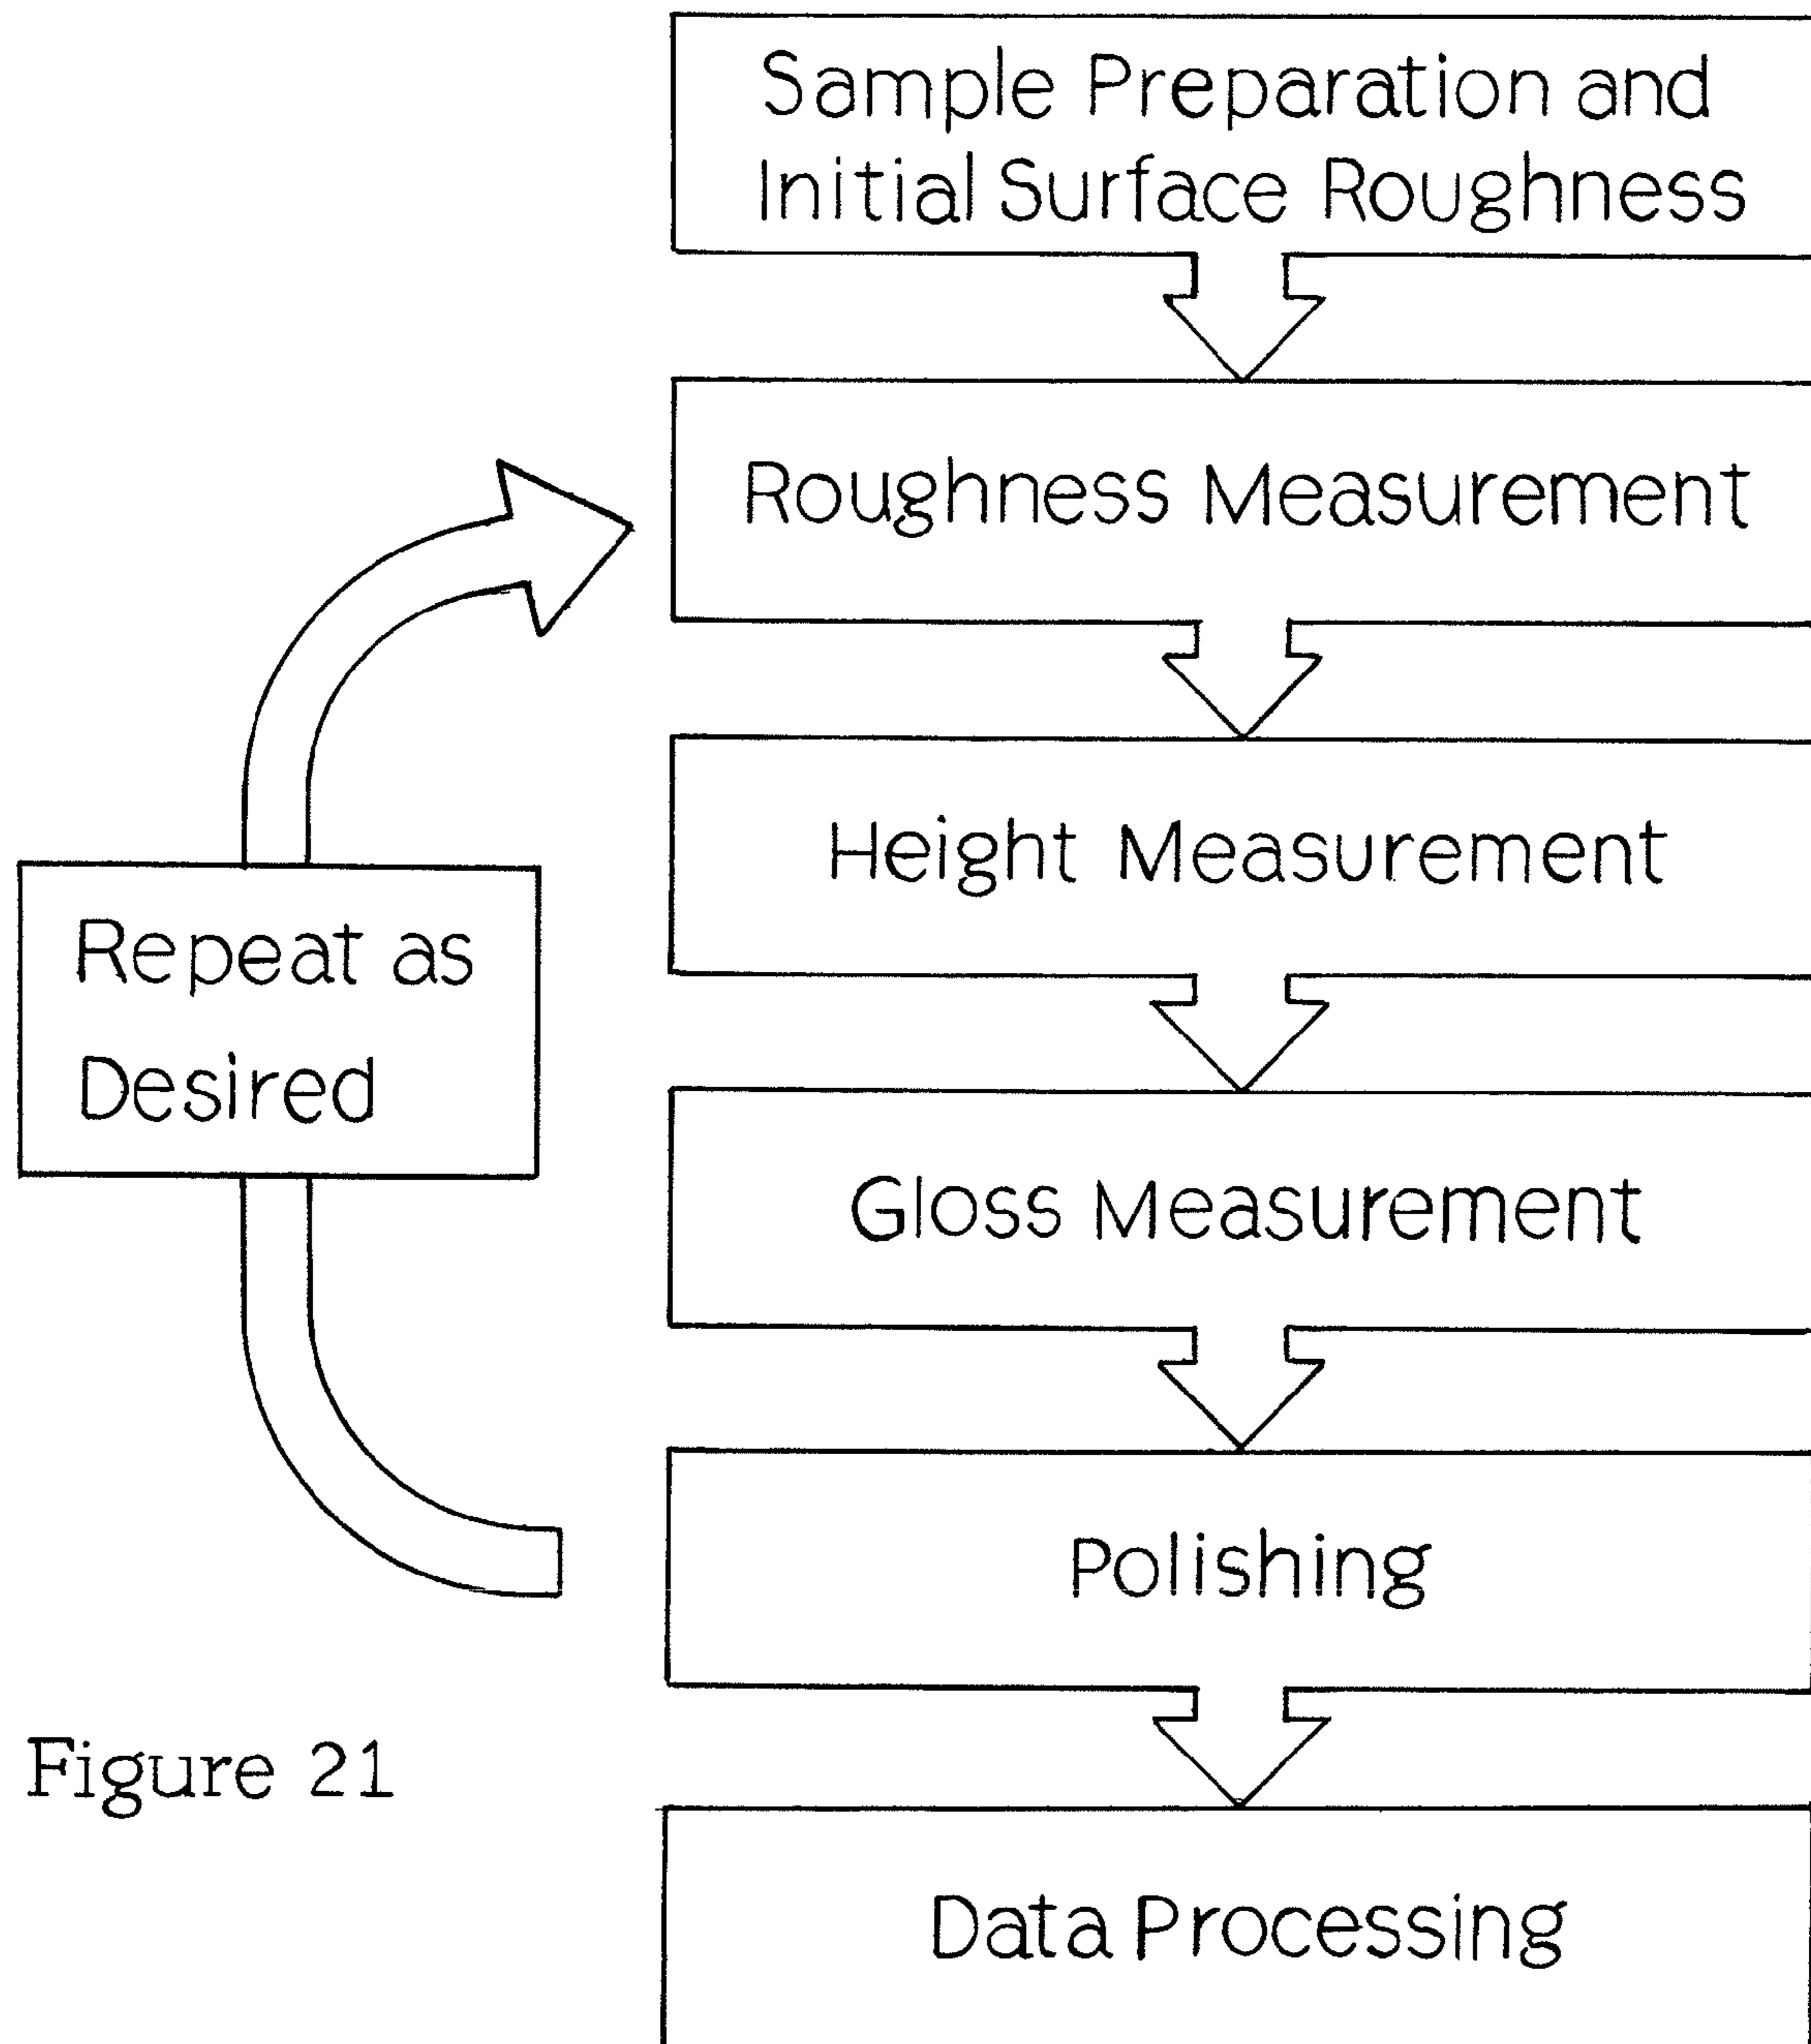 Sample Preparation and
Initial Surface Roughness
Roughness Measurement
Height Measurement
Repeat as
Desired
Gloss Measurement
Polishing
Figure 21
Data Processing